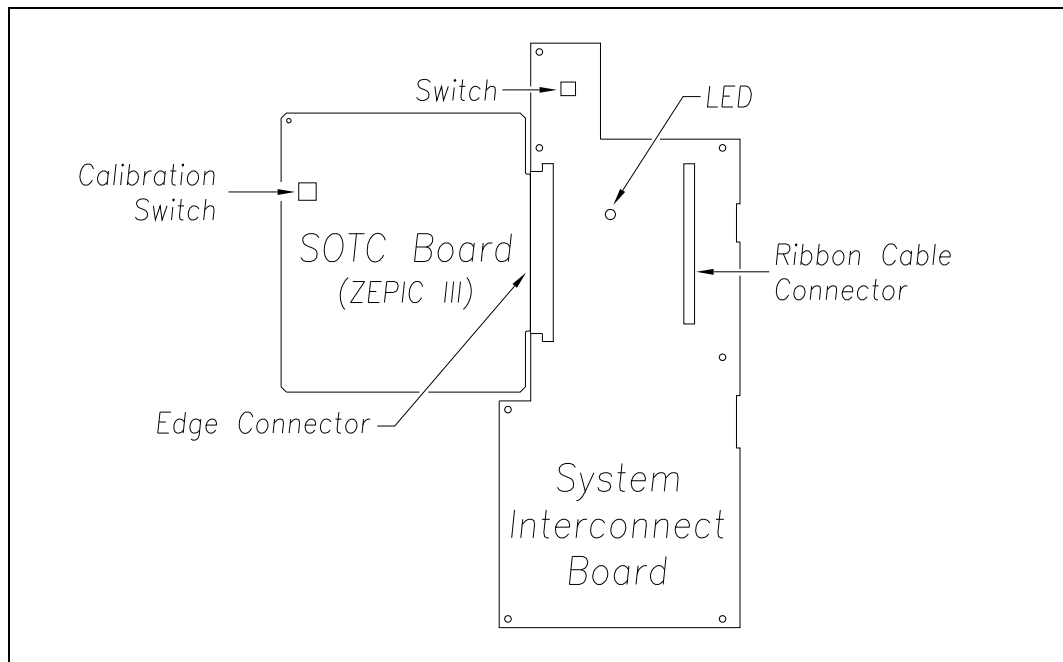 Switch
LED
Calibration
Switch
SOTC Board
(ZEPIC III)
Ribbon Cable
Connector
Edge Connector
System
Interconnect
Board